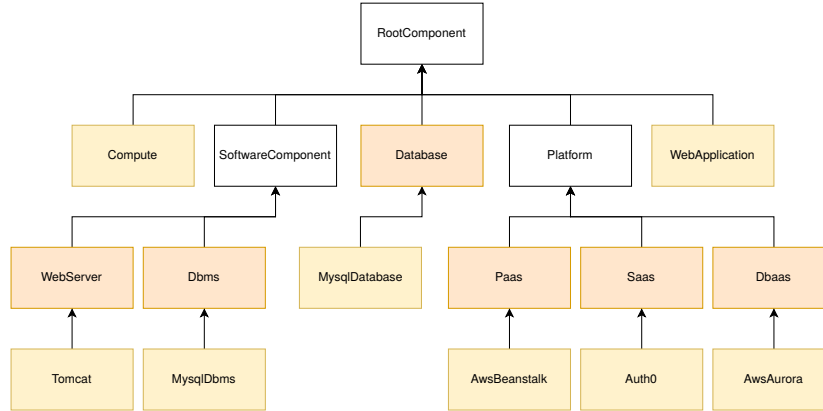 RootComponent
Compute
SoftwareComponent
Database
Platform
WebApplication
WebServer
Dbms
MysqlDatabase
Paas
Saas
Dbaas
Tomcat
MysqlDbms
AwsBeanstalk
Auth0
AwsAurora